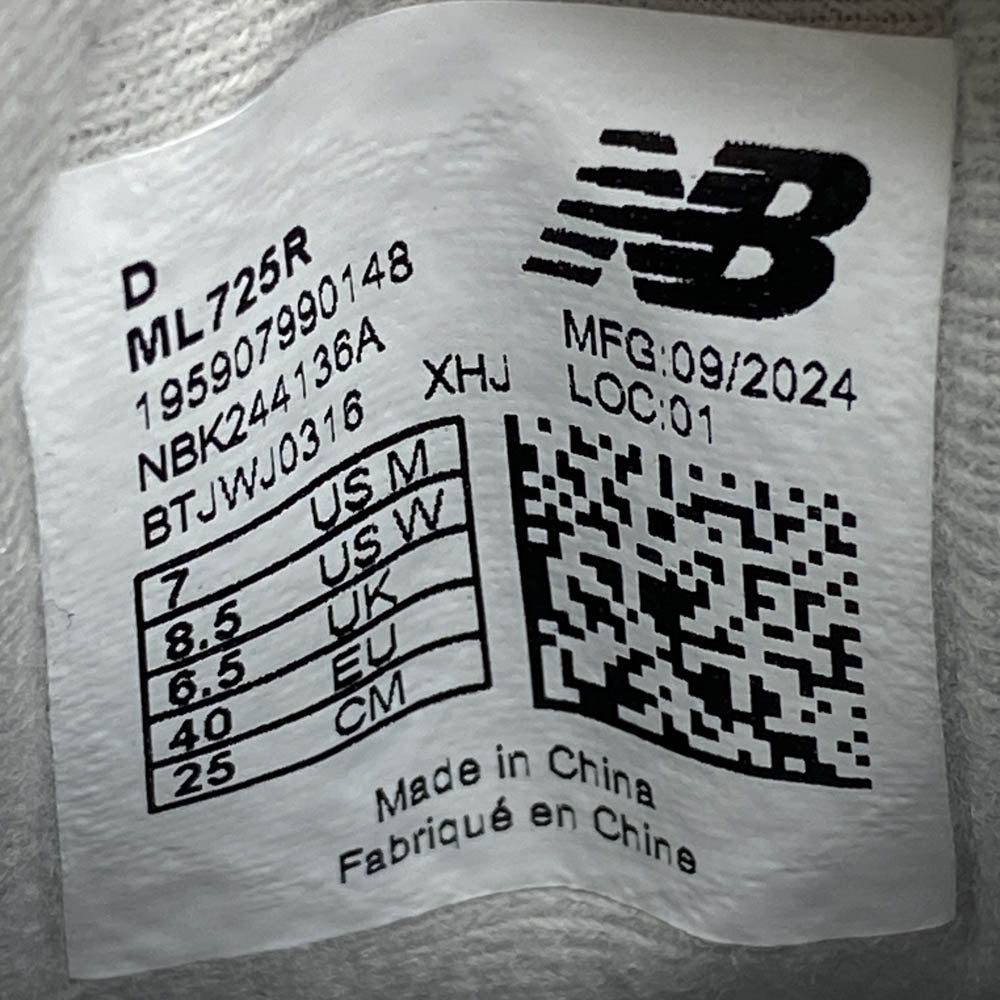 NB
D
ML725R
195907990148
NBK244136A
BTJWJ0316
XHJ
MFG:09/2024
LOC:01
7 US M
8.5 US W
6.5 UK
40 EU
25 CM
Made in China
Fabriqué en Chine